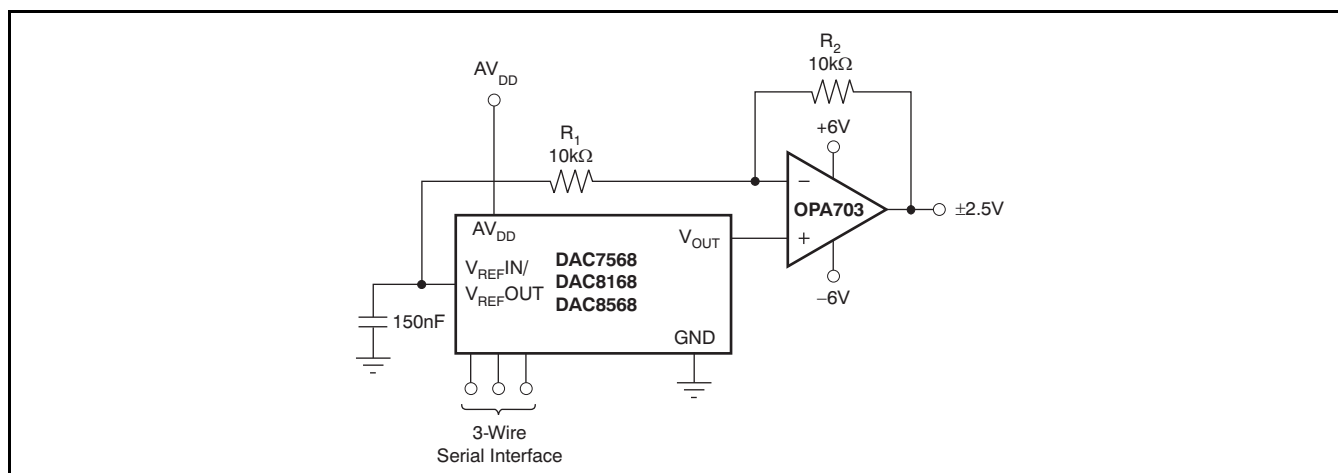 R2
10kΩ
AVDD
+6V
R1
10kΩ
−
OPA703
±2.5V
+
AVDD
VOUT
VREFIN/
VREFOUT
DAC7568
DAC8168
DAC8568
−6V
150nF
GND
3-Wire
Serial Interface